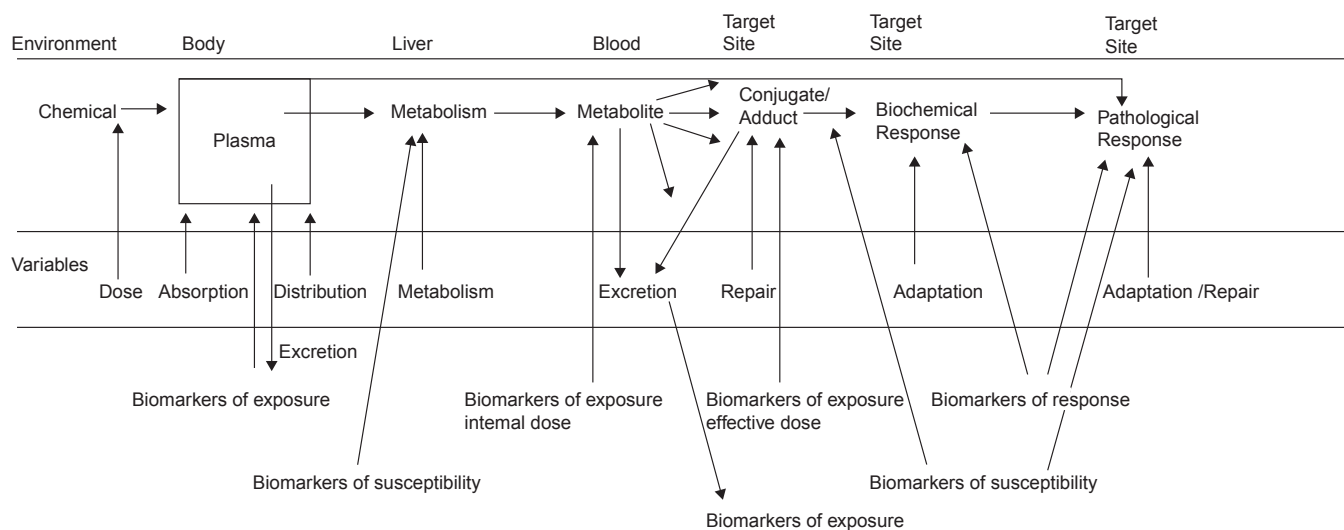 Target Site
Target Site
Target Site
Environment
Body
Liver
Blood
Chemical
Plasma
Metabolism
Metabolite
Conjugate/
Adduct
Biochemical
Response
Pathological
Response
Variables
Dose
Absorption
Distribution
Metabolism
Excretion
Repair
Adaptation
Adaptation /Repair
Excretion
Biomarkers of exposure
Biomarkers of exposure
internal dose
Biomarkers of exposure
effective dose
Biomarkers of response
Biomarkers of susceptibility
Biomarkers of susceptibility
Biomarkers of exposure